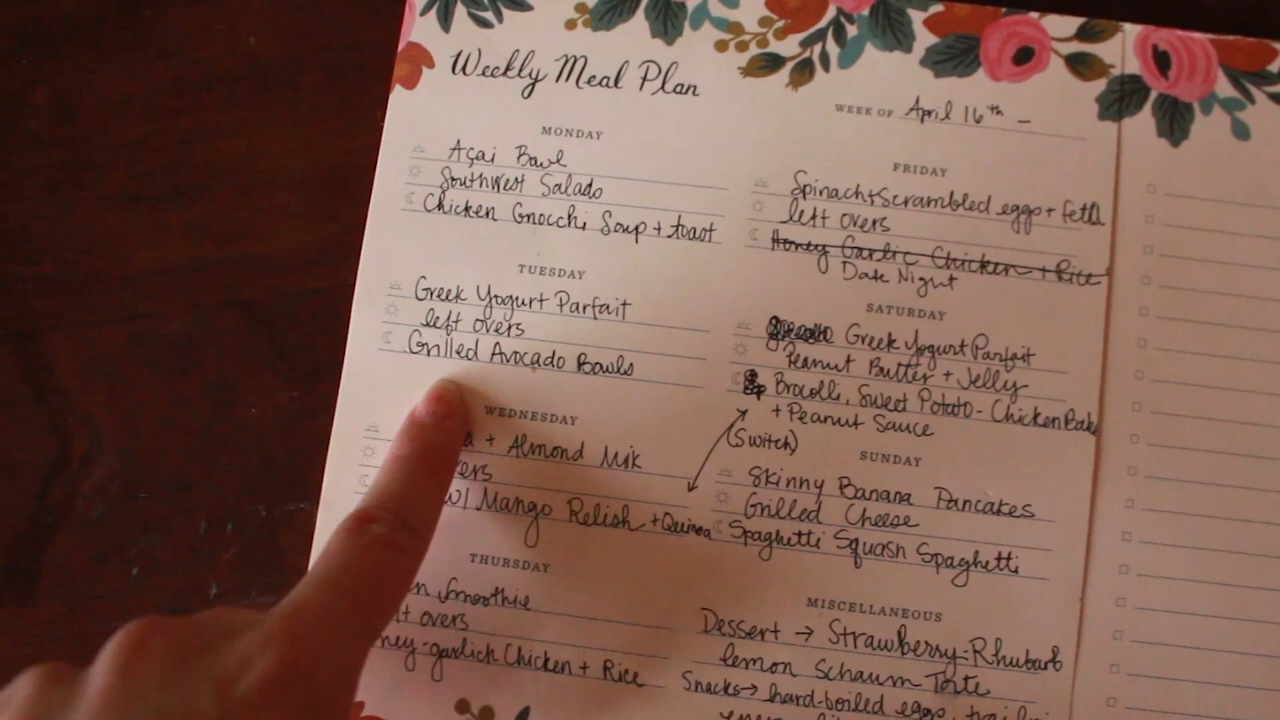 Weekly Meal Plan
WEEK OF April 16th -
MONDAY
Açai Bowl
Southwest Salado
Chicken Gnocchi Soup + toast
TUESDAY
Greek Yogurt Parfait
left overs
Grilled Avocado Bowls
WEDNESDAY
+ Almond Milk
w/ Mango Relish + Quinoa
THURSDAY
Smoothie
overs
garlich Chicken + Rice
FRIDAY
Spinach + Scrambled eggs + feta
left overs
Honey Garlic Chicken + Rice
Date Night
SATURDAY
Greek Yogurt Parfait
Peanut Butter + Jelly
Brocolli, Sweet Potato - Chicken Bake
+ Peanut Sauce
(Switch)
SUNDAY
Skinny Banana Pancakes
Grilled Cheese
Spaghetti Squash Spaghetti
MISCELLANEOUS
Dessert → Strawberry-Rhubarb
lemon Schaum Torte
Snacks → hard-boiled eggs,